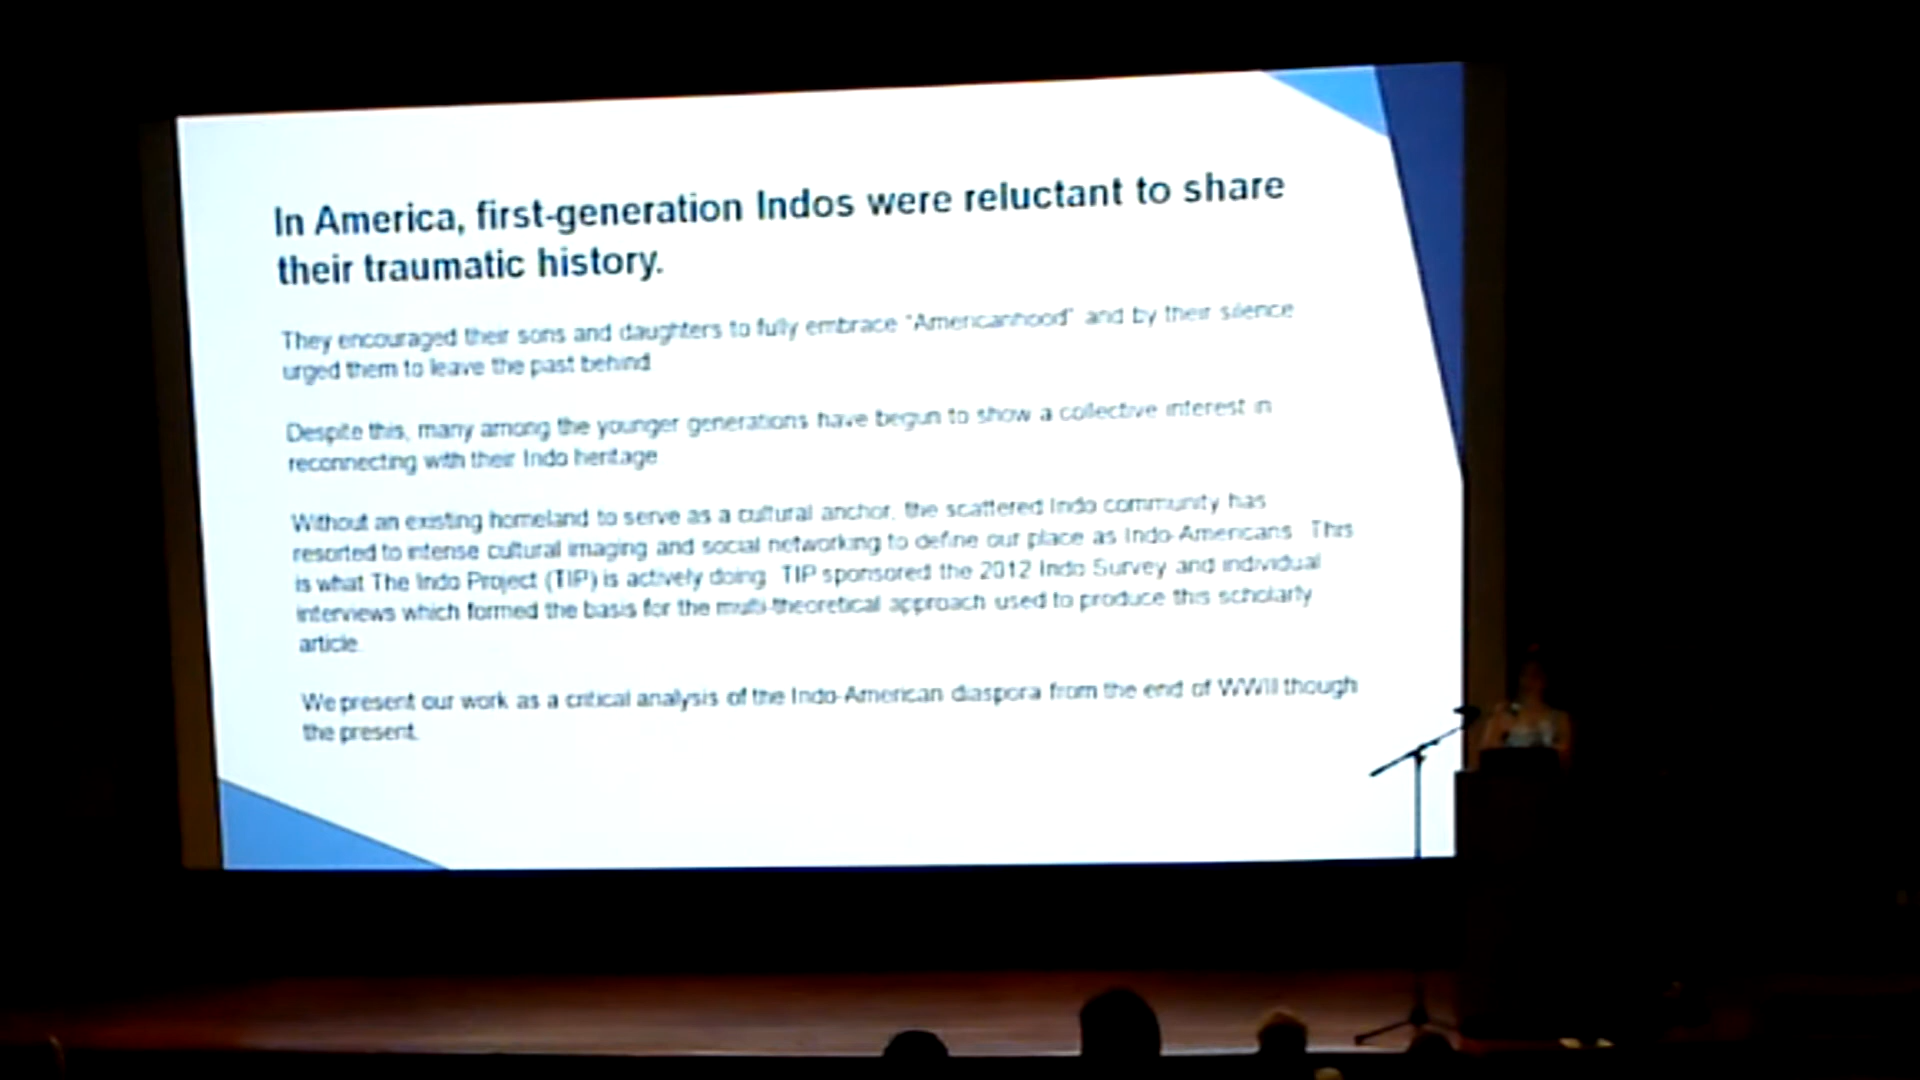 In America, first-generation Indos were reluctant to share
their traumatic history.
They encouraged their sons and daughters to fully embrace "Americanhood" and by their silence
urged them to leave the past behind
Despite this, many among the younger generations have begun to show a collective interest in
reconnecting with their Indo heritage
Without an existing homeland to serve as a cultural anchor, the scattered Indo community has
resorted to intense cultural imaging and social networking to define our place as Indo-Americans. This
is what The Indo Project (TIP) is actively doing. TIP sponsored the 2012 Indo Survey and individual
interviews which formed the basis for the multi-theoretical approach used to produce this scholarly
article.
We present our work as a critical analysis of the Indo-American diaspora from the end of WWII though
the present.